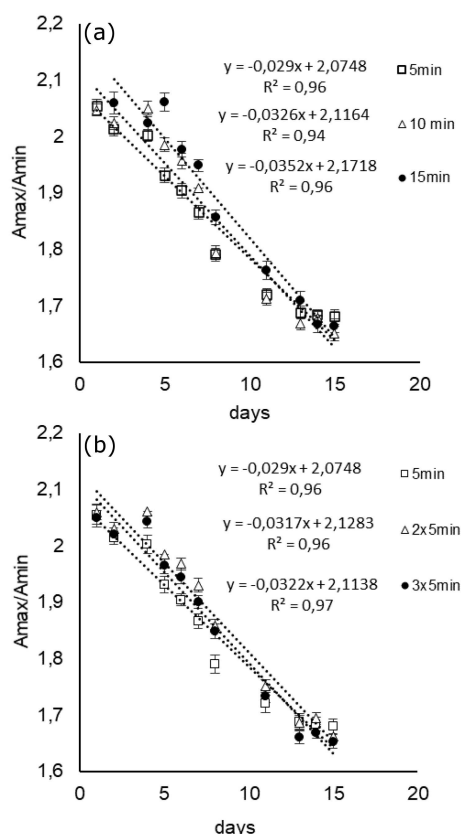 (a)
2,2
2,1
2
1,9
1,8
1,7
1,6
Amax/Amin
y = -0,029x + 2,0748
R² = 0,96
5min
y = -0,0326x + 2,1164
R² = 0,94
10 min
y = -0,0352x + 2,1718
R² = 0,96
15min
0 5 10 15 20
days
(b)
2,2
2,1
2
1,9
1,8
1,7
1,6
Amax/Amin
y = -0,029x + 2,0748
R² = 0,96
5min
y = -0,0317x + 2,1283
R² = 0,96
2x5min
y = -0,0322x + 2,1138
R² = 0,97
3x5min
0 5 10 15 20
days